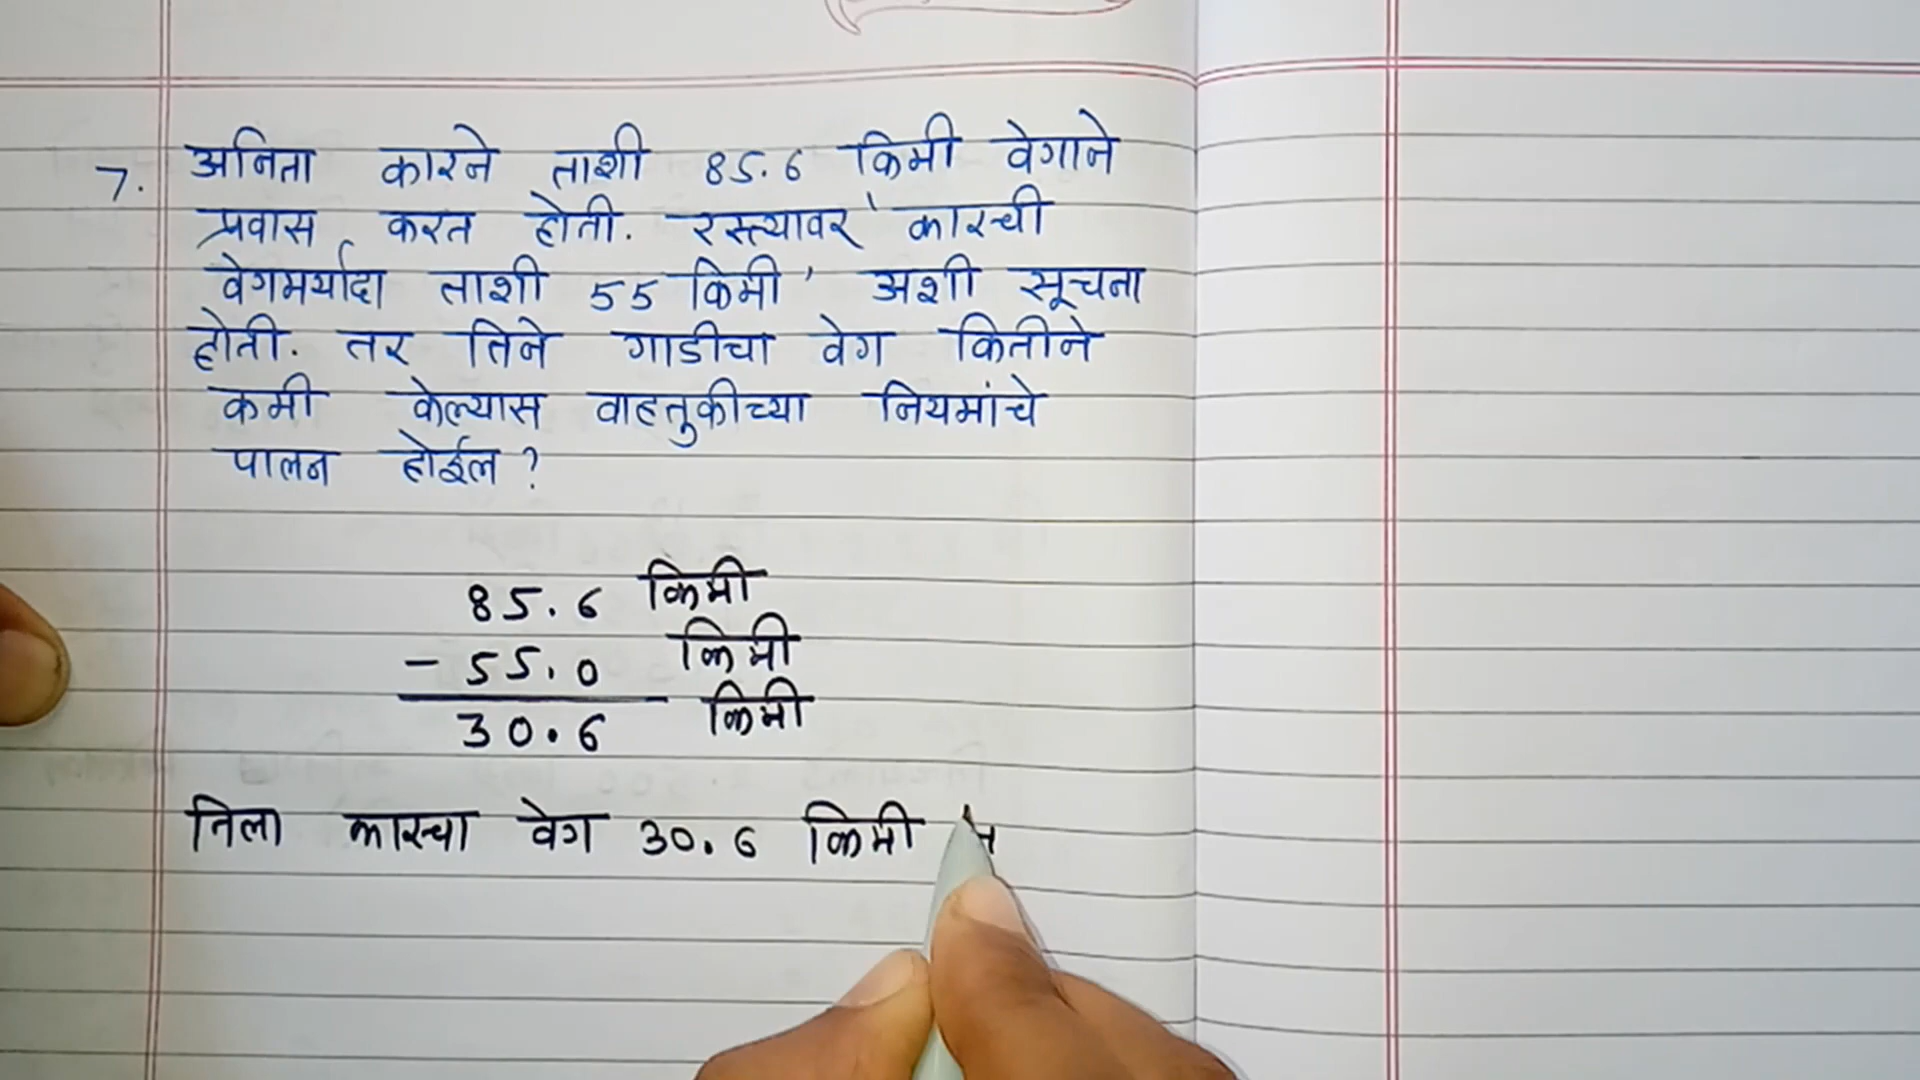 7. अनिता कारने ताशी 85.6 किमी वेगाने
प्रवास करत होती. रस्त्यावर 'कारची
वेगमर्यादा ताशी 55 किमी' अशी सूचना
होती. तर तिने गाडीचा वेग कितीने
कमी केल्यास वाहतुकीच्या नियमांचे
पालन होईल?
85.6 किमी
- 55.0 किमी
30.6 किमी
तिला कारचा वेग 30.6 किमी